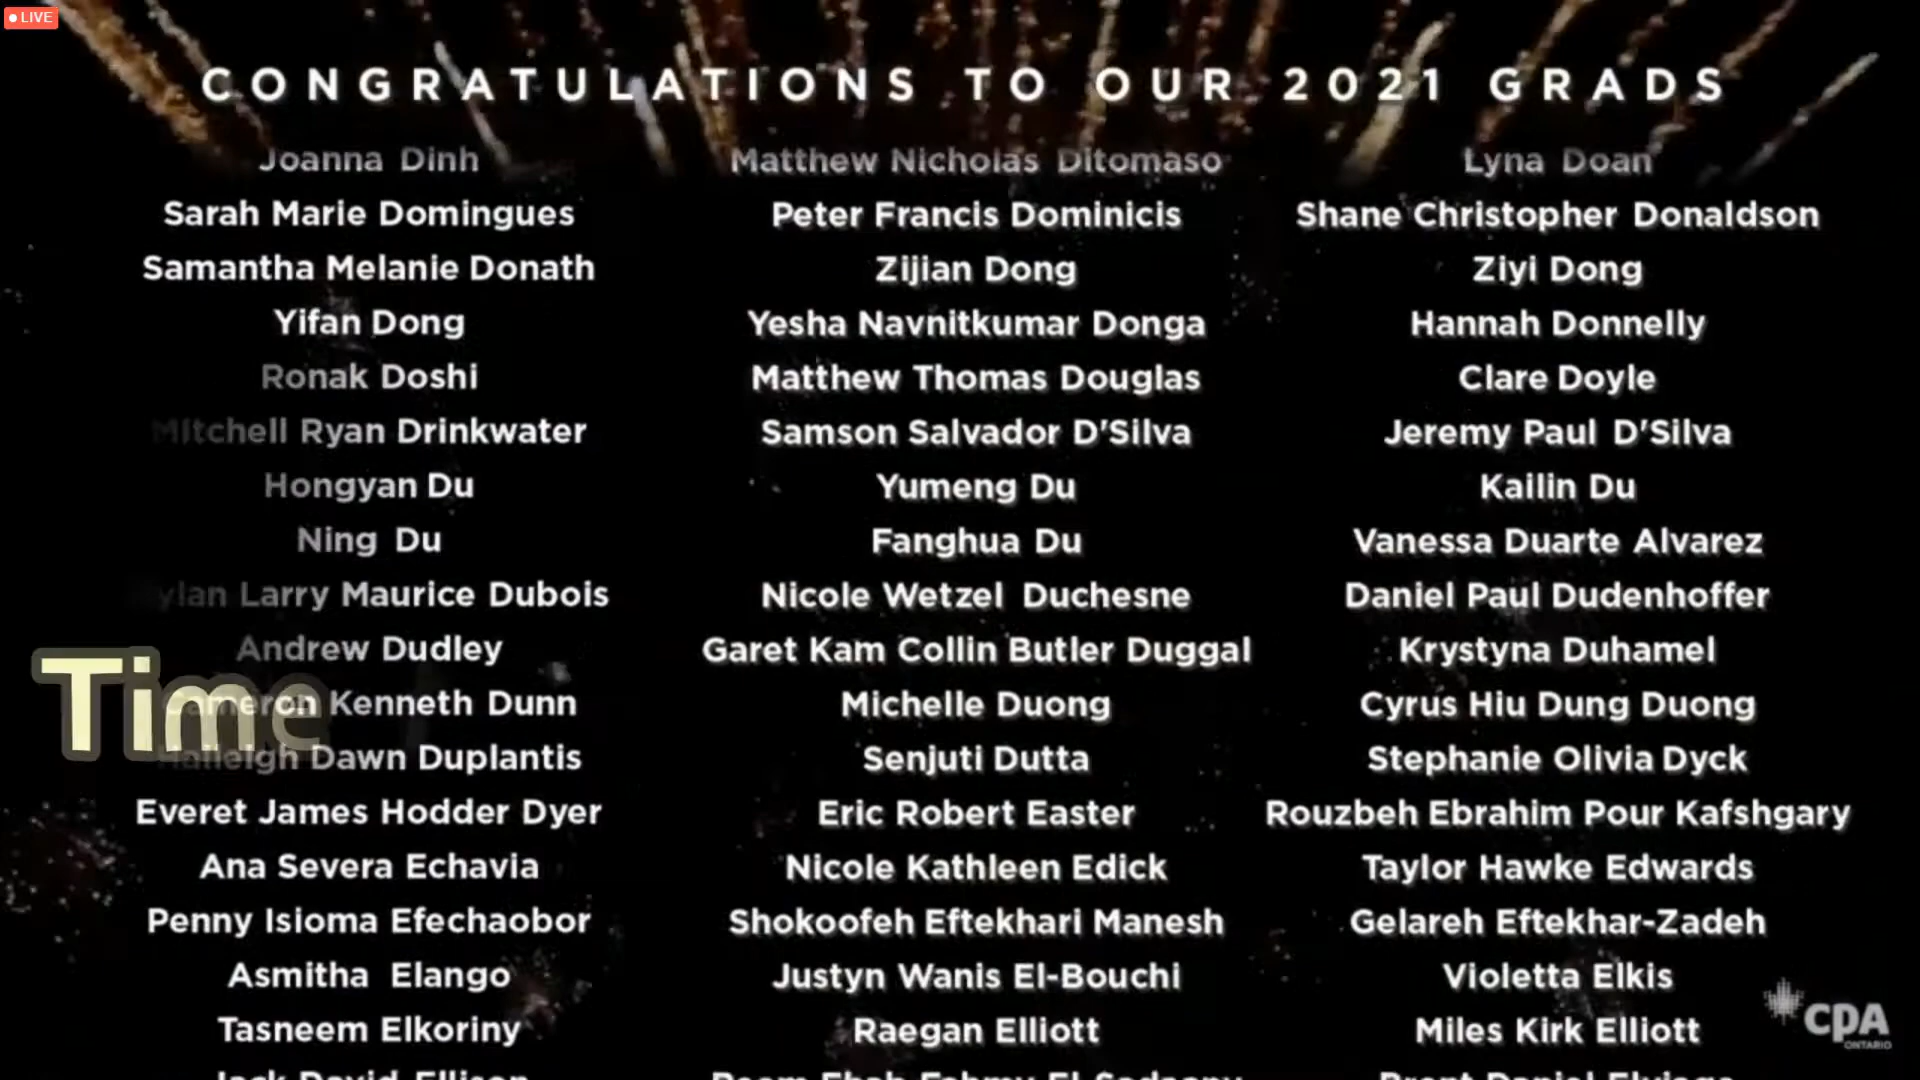 LIVE
CONGRATULATIONS TO OUR 2021 GRADS
Joanna Dinh Matthew Nicholas Ditomaso Lyna Doan
Sarah Marie Domingues Peter Francis Dominicis Shane Christopher Donaldson
Samantha Melanie Donath Zijian Dong Ziyi Dong
Yifan Dong Yesha Navnitkumar Donga Hannah Donnelly
Ronak Doshi Matthew Thomas Douglas Clare Doyle
Mitchell Ryan Drinkwater Samson Salvador D'Silva Jeremy Paul D'Silva
Hongyan Du Yumeng Du Kailin Du
Ning Du Fanghua Du Vanessa Duarte Alvarez
Larry Maurice Dubois Nicole Wetzel Duchesne Daniel Paul Dudenhoffer
Andrew Dudley Garet Kam Collin Butler Duggal Krystyna Duhamel
Time
Cameron Kenneth Dunn Michelle Duong Cyrus Hiu Dung Duong
Halleigh Dawn Duplantis Senjuti Dutta Stephanie Olivia Dyck
Everet James Hodder Dyer Eric Robert Easter Rouzbeh Ebrahim Pour Kafshgary
Ana Severa Echavia Nicole Kathleen Edick Taylor Hawke Edwards
Penny Isioma Efechaobor Shokoofeh Eftekhari Manesh Gelareh Eftekhar-Zadeh
Asmitha Elango Justyn Wanis El-Bouchi Violetta Elkis
Tasneem Elkoriny Raegan Elliott Miles Kirk Elliott
Jack David Ellison
CPA
ONTARIO